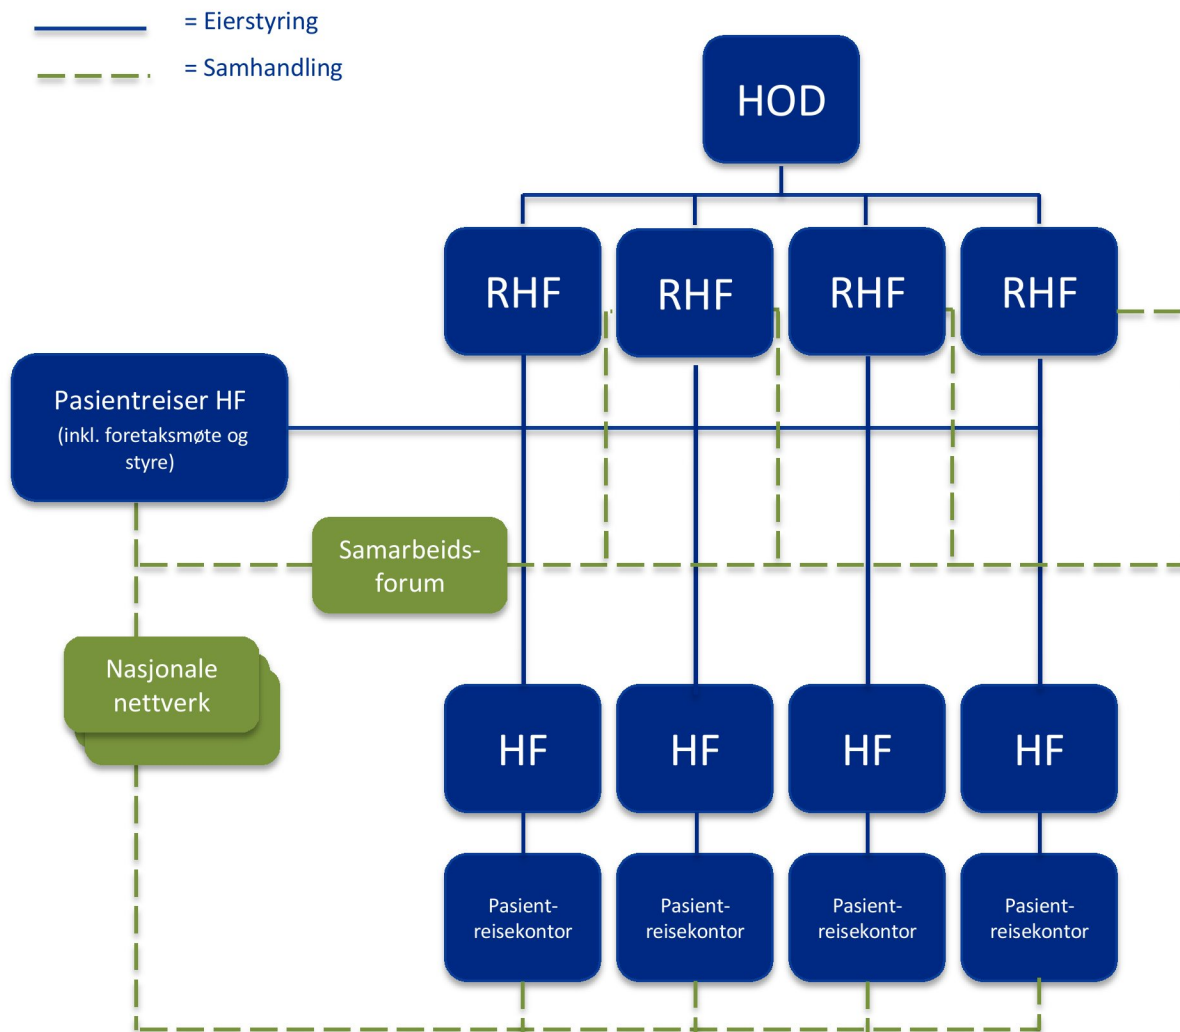 = Eierstyring
= Samhandling
HOD
RHF
RHF
RHF
RHF
Pasientreiser HF
(inkl. foretaksmøte og
styre)
Samarbeids-
forum
Nasjonale
nettverk
HF
HF
HF
HF
Pasient-
reisekontor
Pasient-
reisekontor
Pasient-
reisekontor
Pasient-
reisekontor